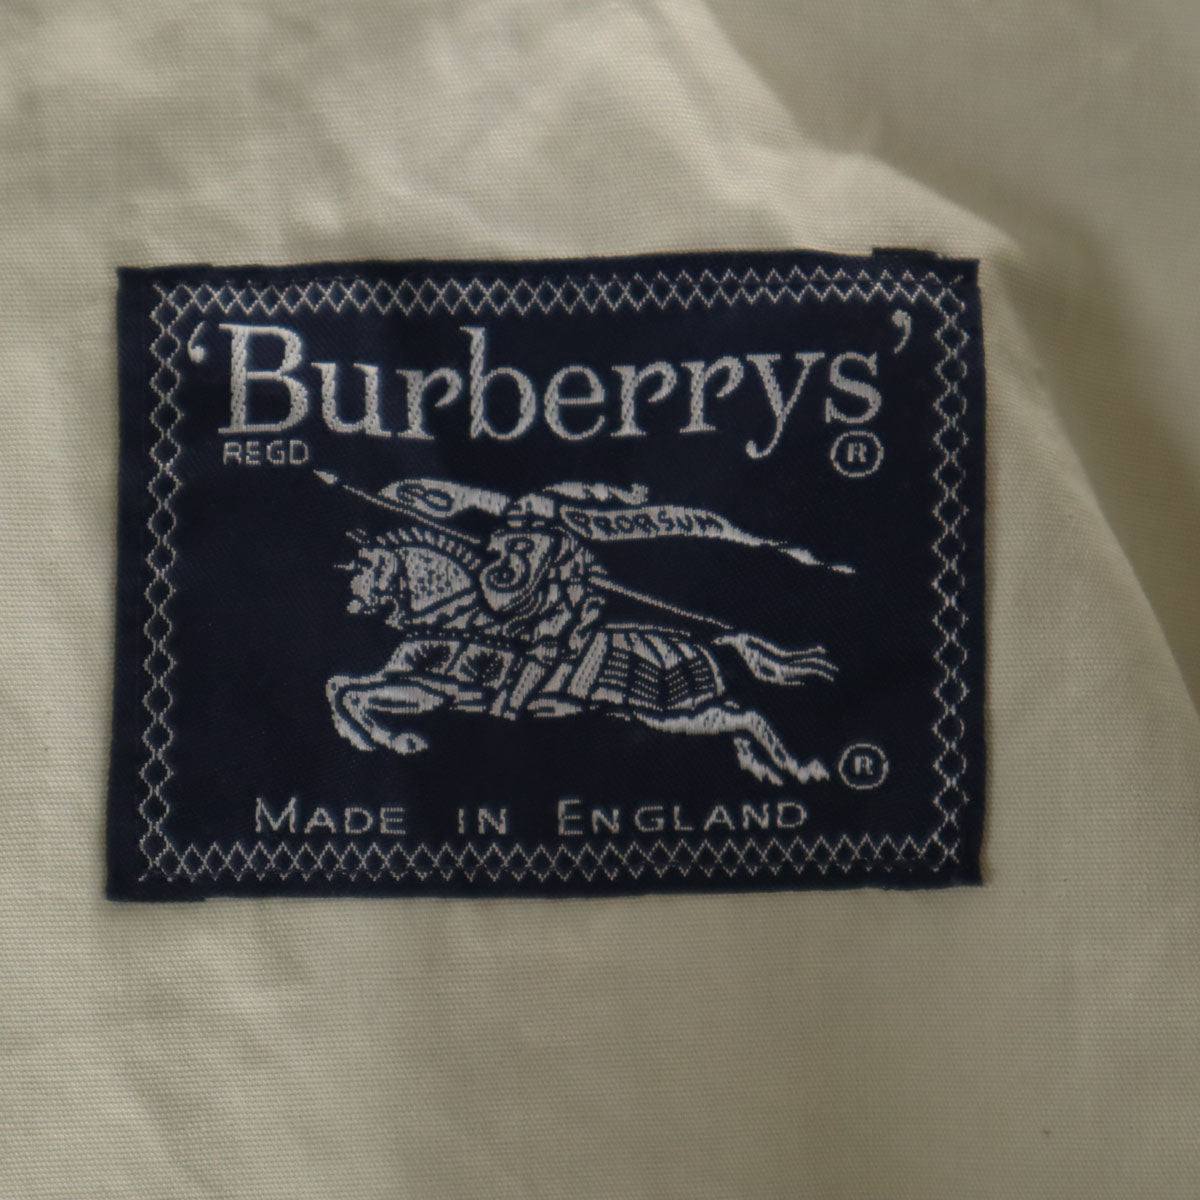 ‘Burberrys’
REGD ®
B
PRORSUM
B
®
MADE IN ENGLAND